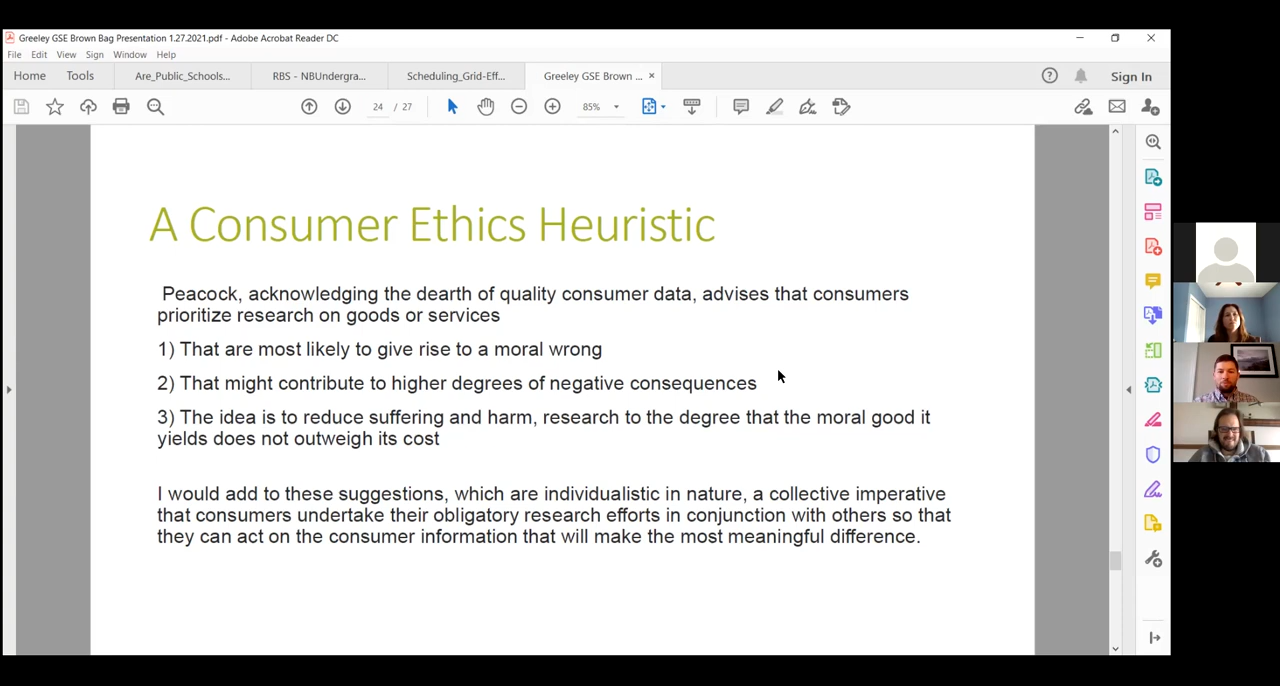 Greeley GSE Brown Bag Presentation 1.27.2021.pdf - Adobe Acrobat Reader DC
File Edit View Sign Window Help
Home Tools Are_Public_Schools... RBS - NBUndergra... Scheduling_Grid-Eff... Greeley GSE Brown ... × Sign In
24 / 27 85%
A Consumer Ethics Heuristic
Peacock, acknowledging the dearth of quality consumer data, advises that consumers
prioritize research on goods or services
1) That are most likely to give rise to a moral wrong
2) That might contribute to higher degrees of negative consequences
3) The idea is to reduce suffering and harm, research to the degree that the moral good it
yields does not outweigh its cost
I would add to these suggestions, which are individualistic in nature, a collective imperative
that consumers undertake their obligatory research efforts in conjunction with others so that
they can act on the consumer information that will make the most meaningful difference.